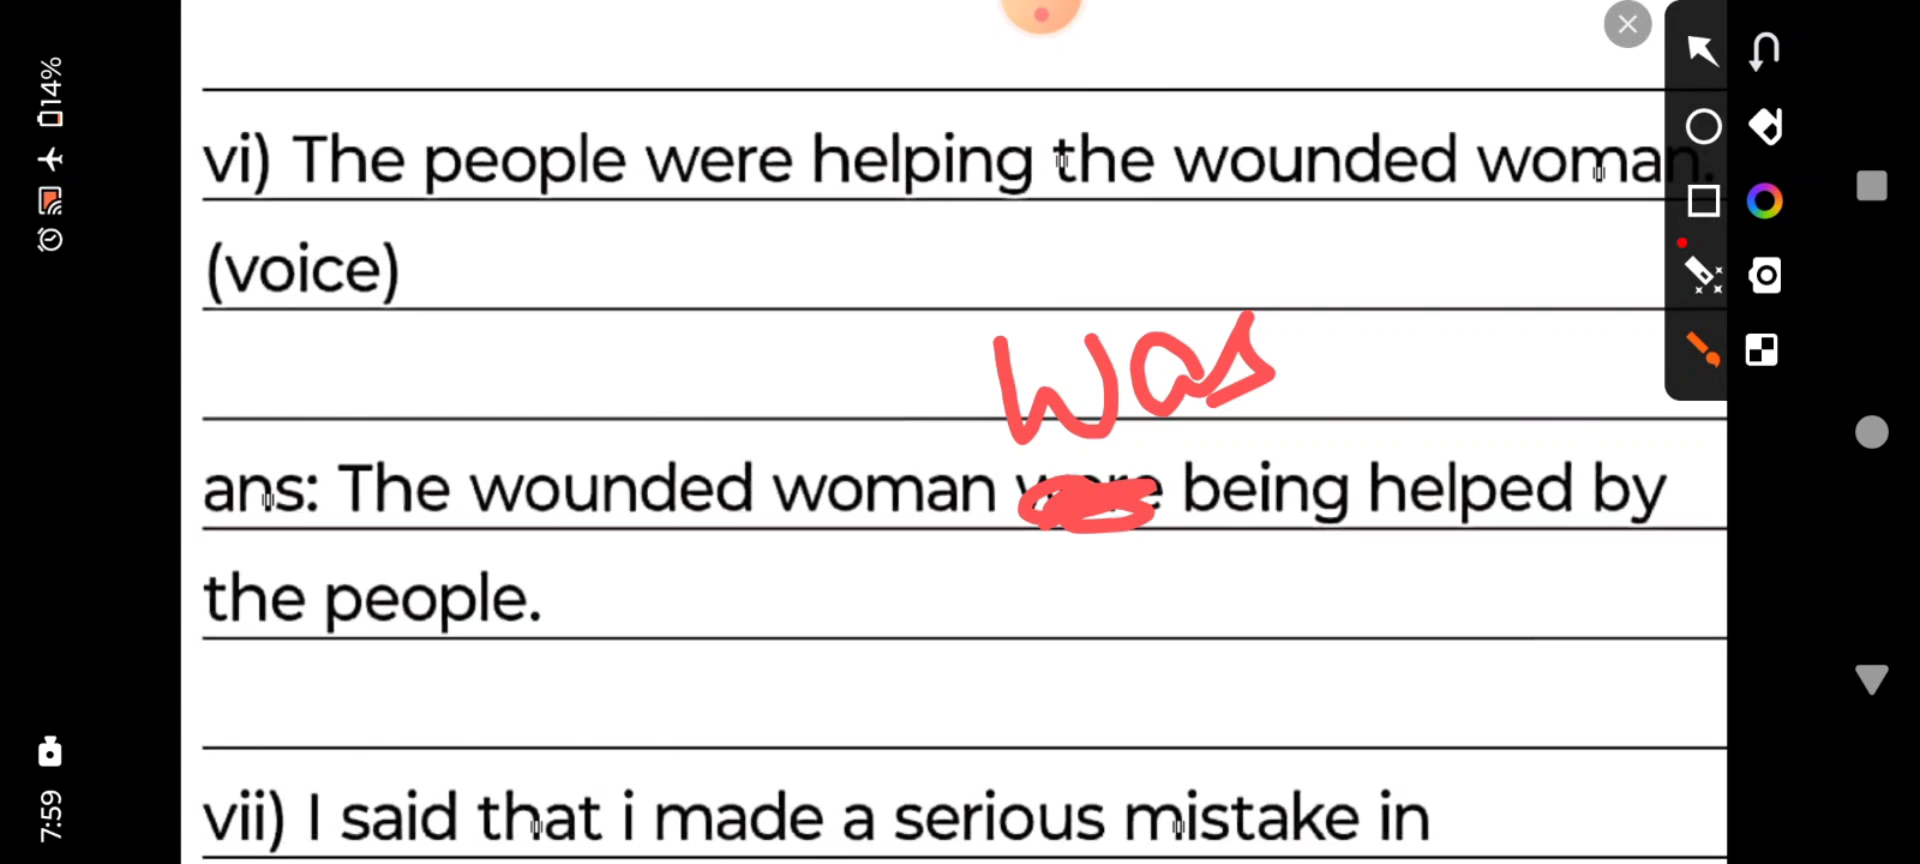 14%
vi) The people were helping the wounded woman.
(voice)
was
ans: The wounded woman were being helped by
the people.
vii) I said that i made a serious mistake in
7:59